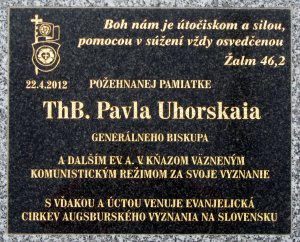 Boh nám je útočiskom a silou,
pomocou v súžení vždy osvedčenou
Žalm 46,2
22.4.2012
POŽEHNANEJ PAMIATKE
ThB. Pavla Uhorskaia
GENERÁLNEHO BISKUPA
A ĎALŠÍM EV. A. V. KŇAZOM VÄZNENÝM
KOMUNISTICKÝM REŽIMOM ZA SVOJE VYZNANIE
S VĎAKOU A ÚCTOU VENUJE EVANJELICKÁ
CIRKEV AUGSBURSKÉHO VYZNANIA NA SLOVENSKU